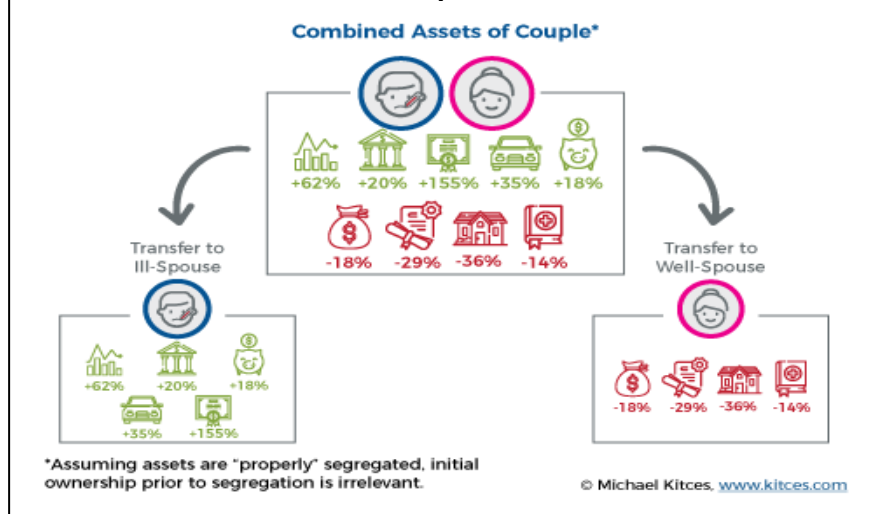 Combined Assets of Couple*
+62% +20% +155% +35% +18%
-18% -29% -36% -14%
Transfer to
Ill-Spouse
+62% +20% +18%
+35% +155%
Transfer to
Well-Spouse
-18% -29% -36% -14%
*Assuming assets are "properly" segregated, initial
ownership prior to segregation is irrelevant.
© Michael Kitces, www.kitces.com